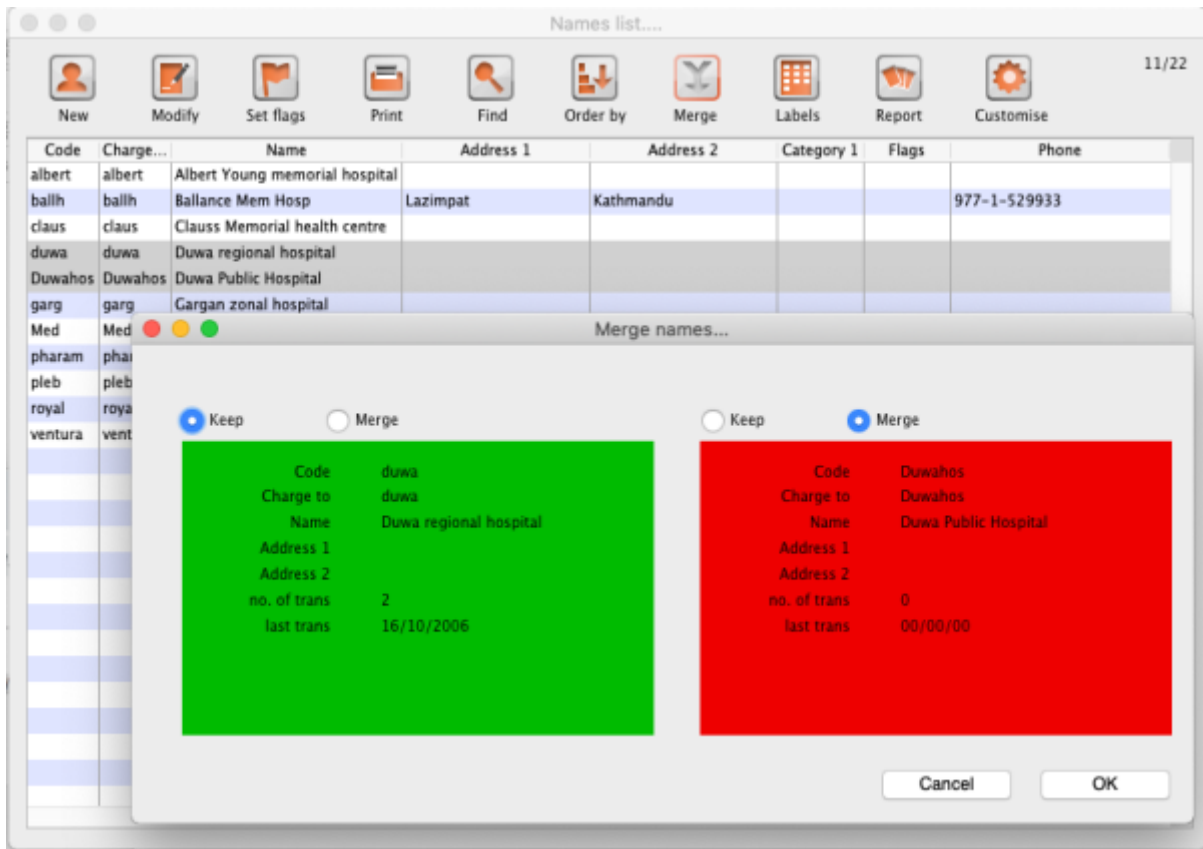 Names list....
New Modify Set flags Print Find Order by Merge Labels Report Customise 11/22
Code Charge... Name Address 1 Address 2 Category 1 Flags Phone
albert albert Albert Young memorial hospital
ballh ballh Ballance Mem Hosp Lazimpat Kathmandu 977-1-529933
claus claus Clauss Memorial health centre
duwa duwa Duwa regional hospital
Duwahos Duwahos Duwa Public Hospital
garg garg Gargan zonal hospital
Med Med
pharam phar
pleb pleb
royal roya
ventura vent
Merge names...
Keep Merge
Code duwa
Charge to duwa
Name Duwa regional hospital
Address 1
Address 2
no. of trans 2
last trans 16/10/2006
Keep Merge
Code Duwahos
Charge to Duwahos
Name Duwa Public Hospital
Address 1
Address 2
no. of trans 0
last trans 00/00/00
Cancel OK